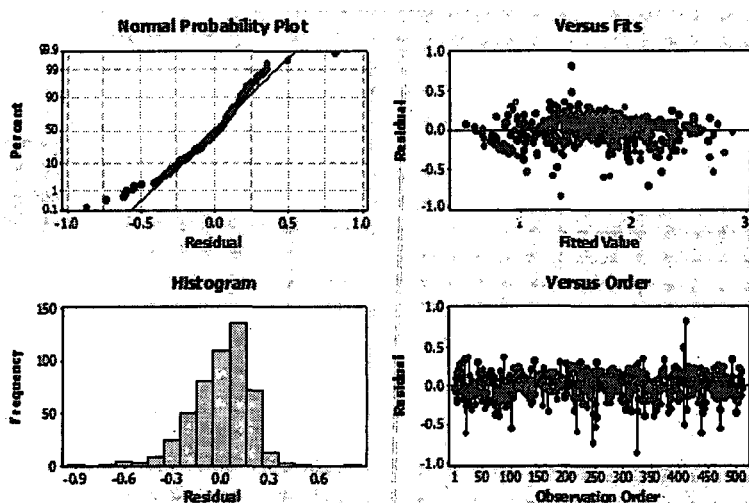 Normal Probability Plot
99.9
99
90
50
10
1
0.1
Percent
-1.0 -0.5 0.0 0.5 1.0
Residual
Versus Fits
1.0
0.5
0.0
-0.5
-1.0
Residual
1 2 3
Fitted Value
Histogram
150
100
50
0
Frequency
-0.9 -0.6 -0.3 0.0 0.3 0.6
Residual
Versus Order
1.0
0.5
0.0
-0.5
-1.0
Residual
1 50 100 150 200 250 300 350 400 450 500
Observation Order